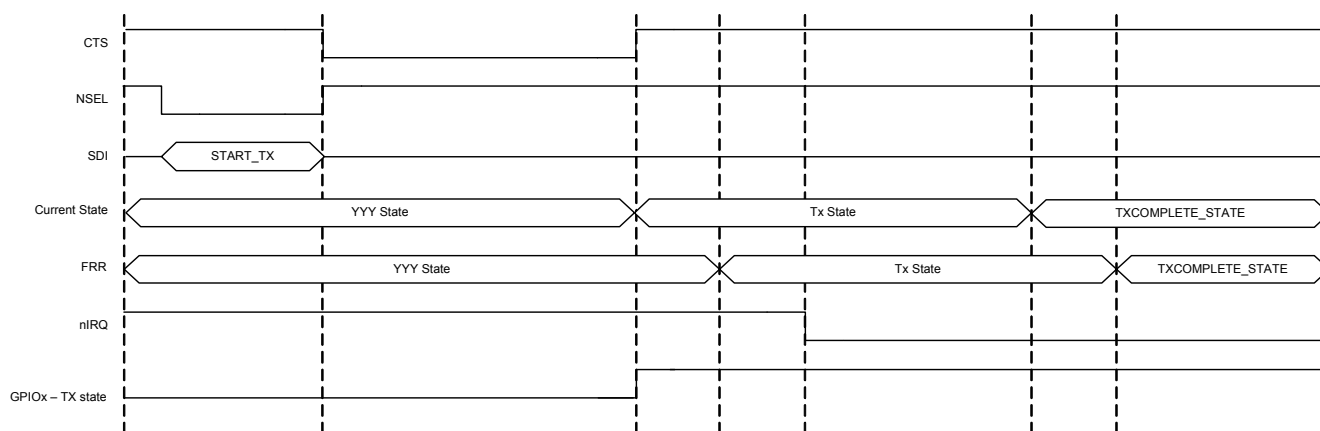 CTS
NSEL
SDI START_TX
Current State YYY State Tx State TXCOMPLETE_STATE
FRR YYY State Tx State TXCOMPLETE_STATE
nIRQ
GPIOx – TX state